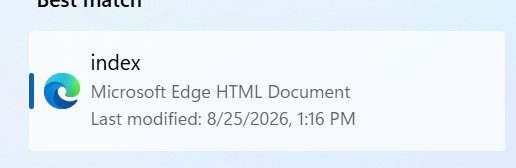 Best match
index
Microsoft Edge HTML Document
Last modified: 8/25/2026, 1:16 PM